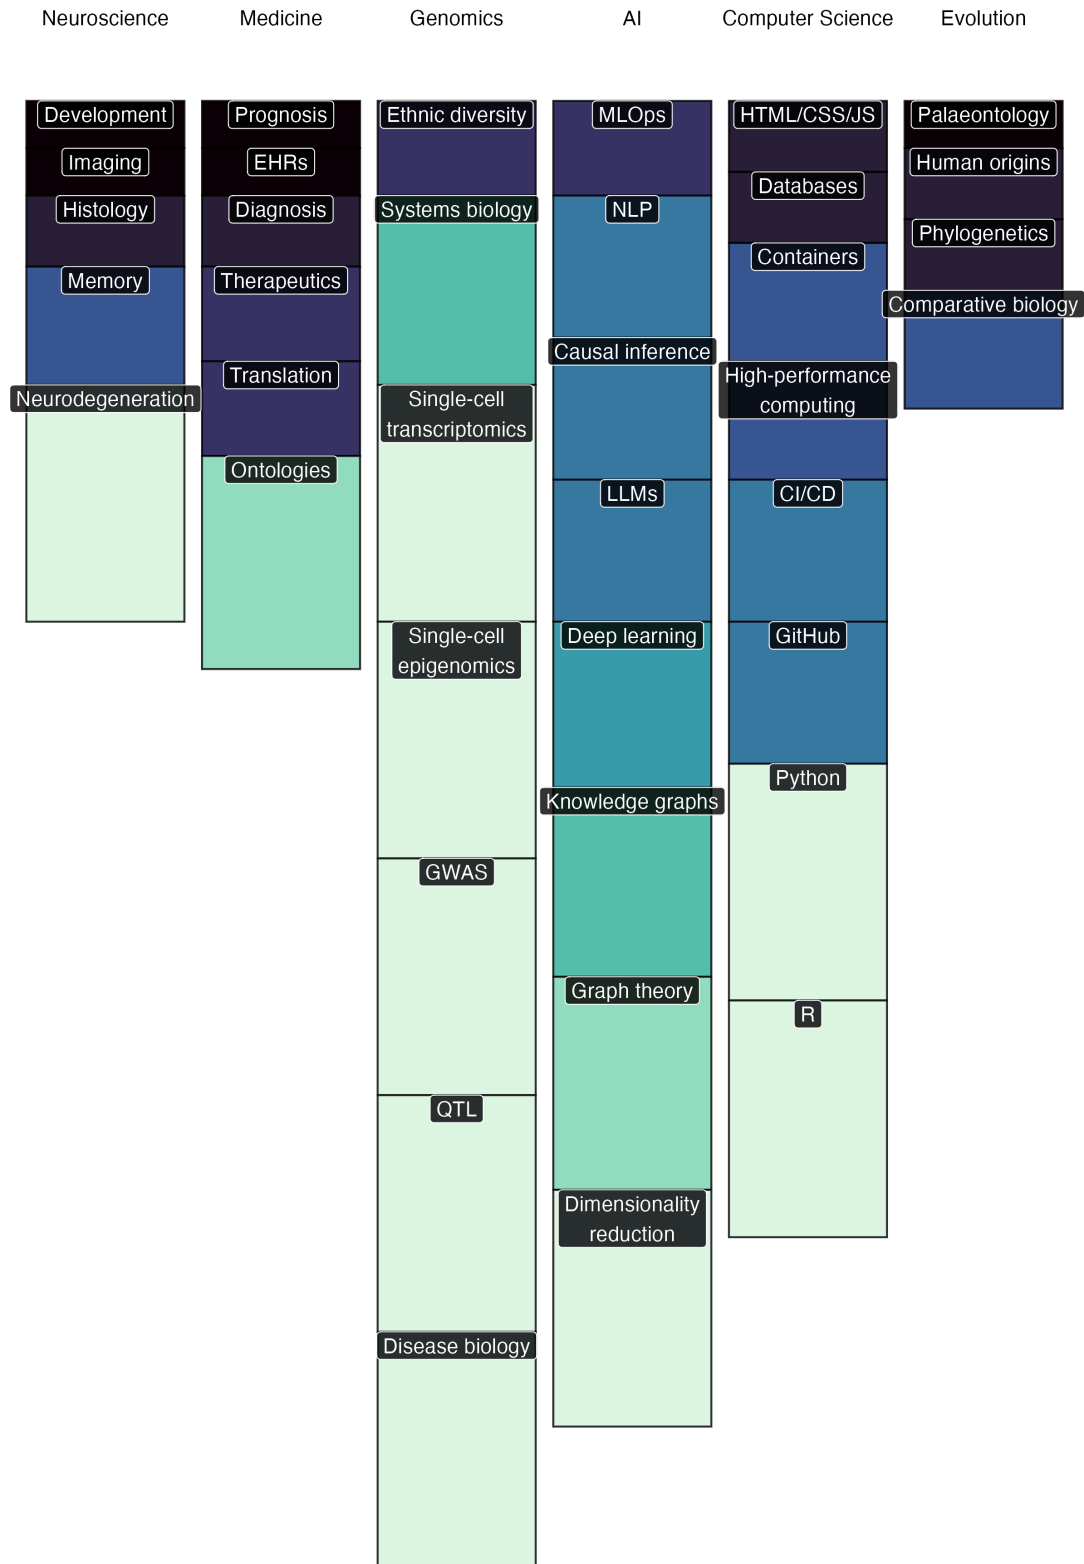 Neuroscience
Medicine
Genomics
AI
Computer Science
Evolution
Development
Imaging
Histology
Memory
Neurodegeneration
Prognosis
EHRs
Diagnosis
Therapeutics
Translation
Ontologies
Ethnic diversity
Systems biology
Single-cell
transcriptomics
Single-cell
epigenomics
GWAS
QTL
Disease biology
MLOps
NLP
Causal inference
LLMs
Deep learning
Knowledge graphs
Graph theory
Dimensionality
reduction
HTML/CSS/JS
Databases
Containers
High-performance
computing
CI/CD
GitHub
Python
R
Palaeontology
Human origins
Phylogenetics
Comparative biology